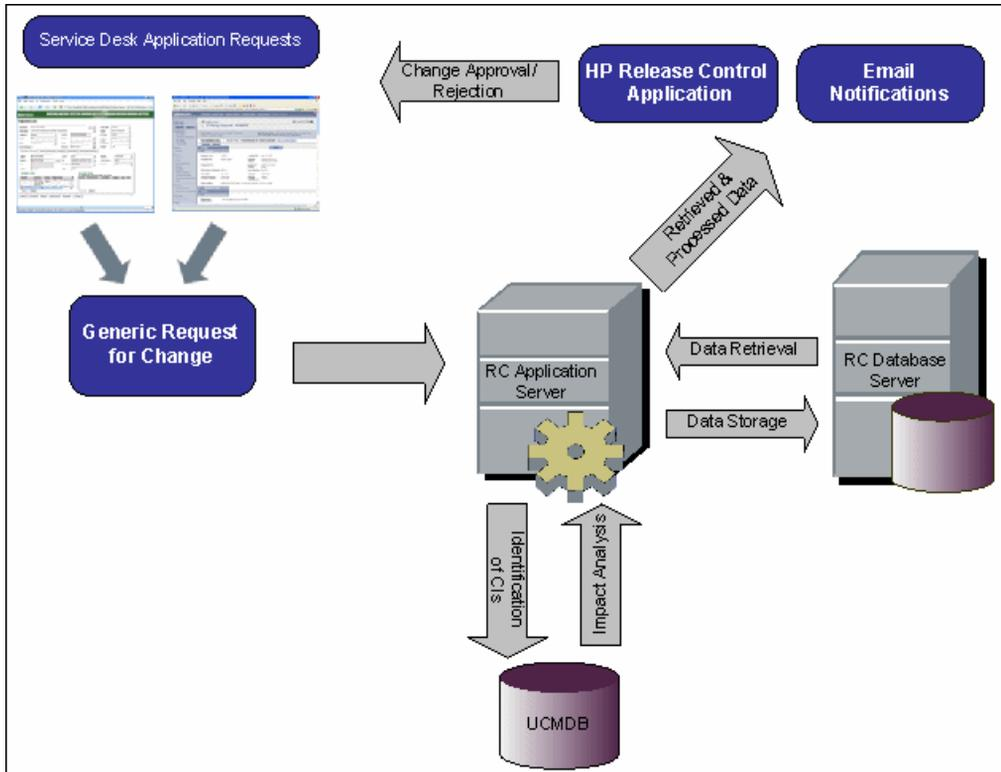 Service Desk Application Requests
Change Approval/
Rejection
HP Release Control
Application
Email
Notifications
Retrieved &
Processed Data
Generic Request
for Change
RC Application
Server
Data Retrieval
RC Database
Server
Data Storage
Identification
of CIs
Impact Analysis
UCMDB